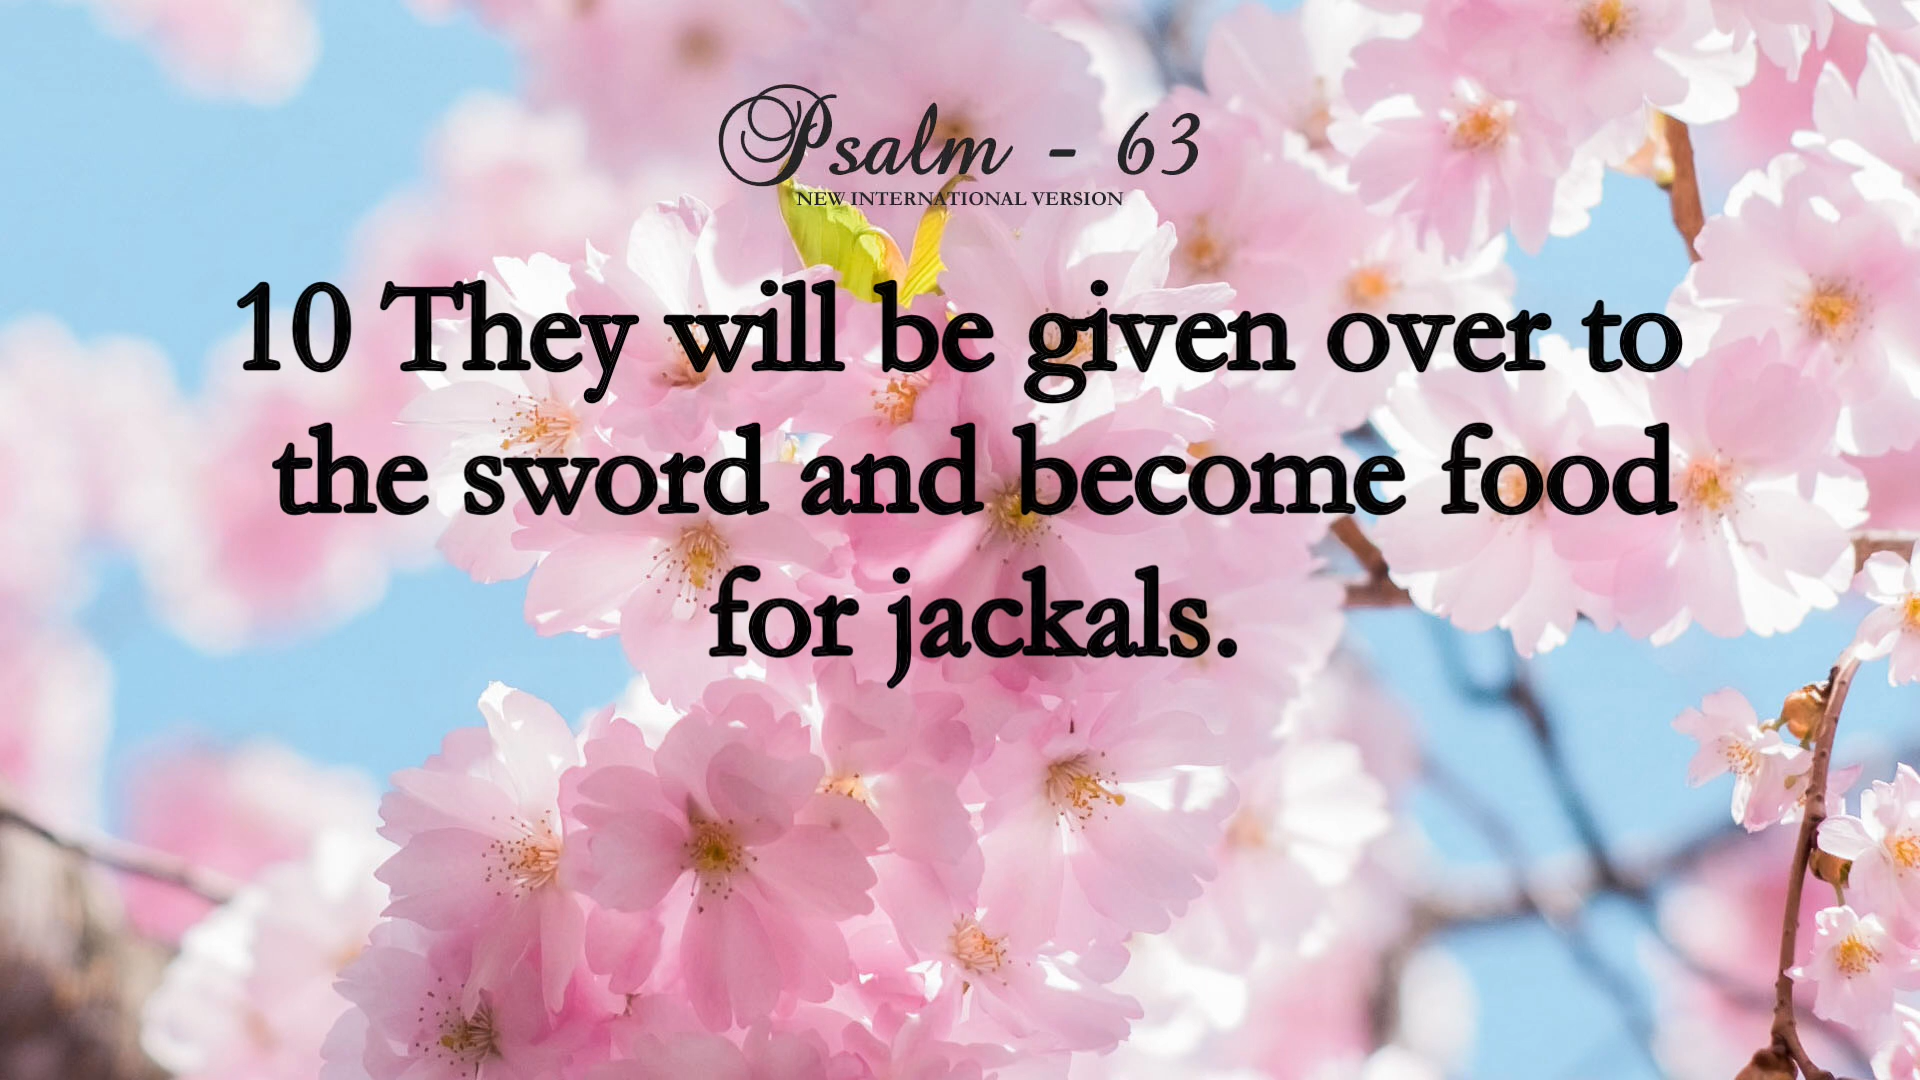 Psalm - 63
NEW INTERNATIONAL VERSION
10 They will be given over to
the sword and become food
for jackals.